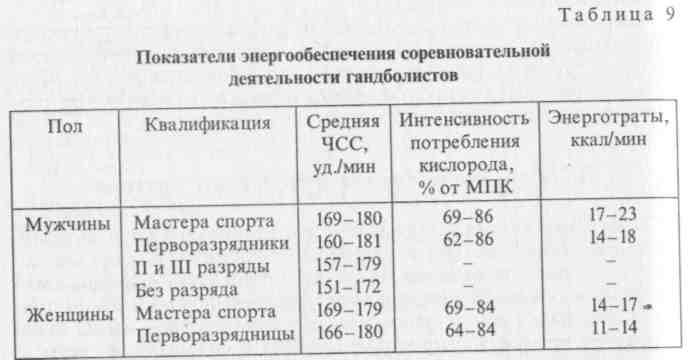 Таблица 9
Показатели энергообеспечения соревновательной
деятельности гандболистов
Пол Квалификация Средняя ЧСС, уд./мин Интенсивность потребления кислорода, % от МПК Энерготраты, ккал/мин
Мужчины Мастера спорта 169–180 69–86 17–23
Перворазрядники 160–181 62–86 14–18
II и III разряды 157–179 – –
Без разряда 151–172 – –
Женщины Мастера спорта 169–179 69–84 14–17
Перворазрядницы 166–180 64–84 11–14